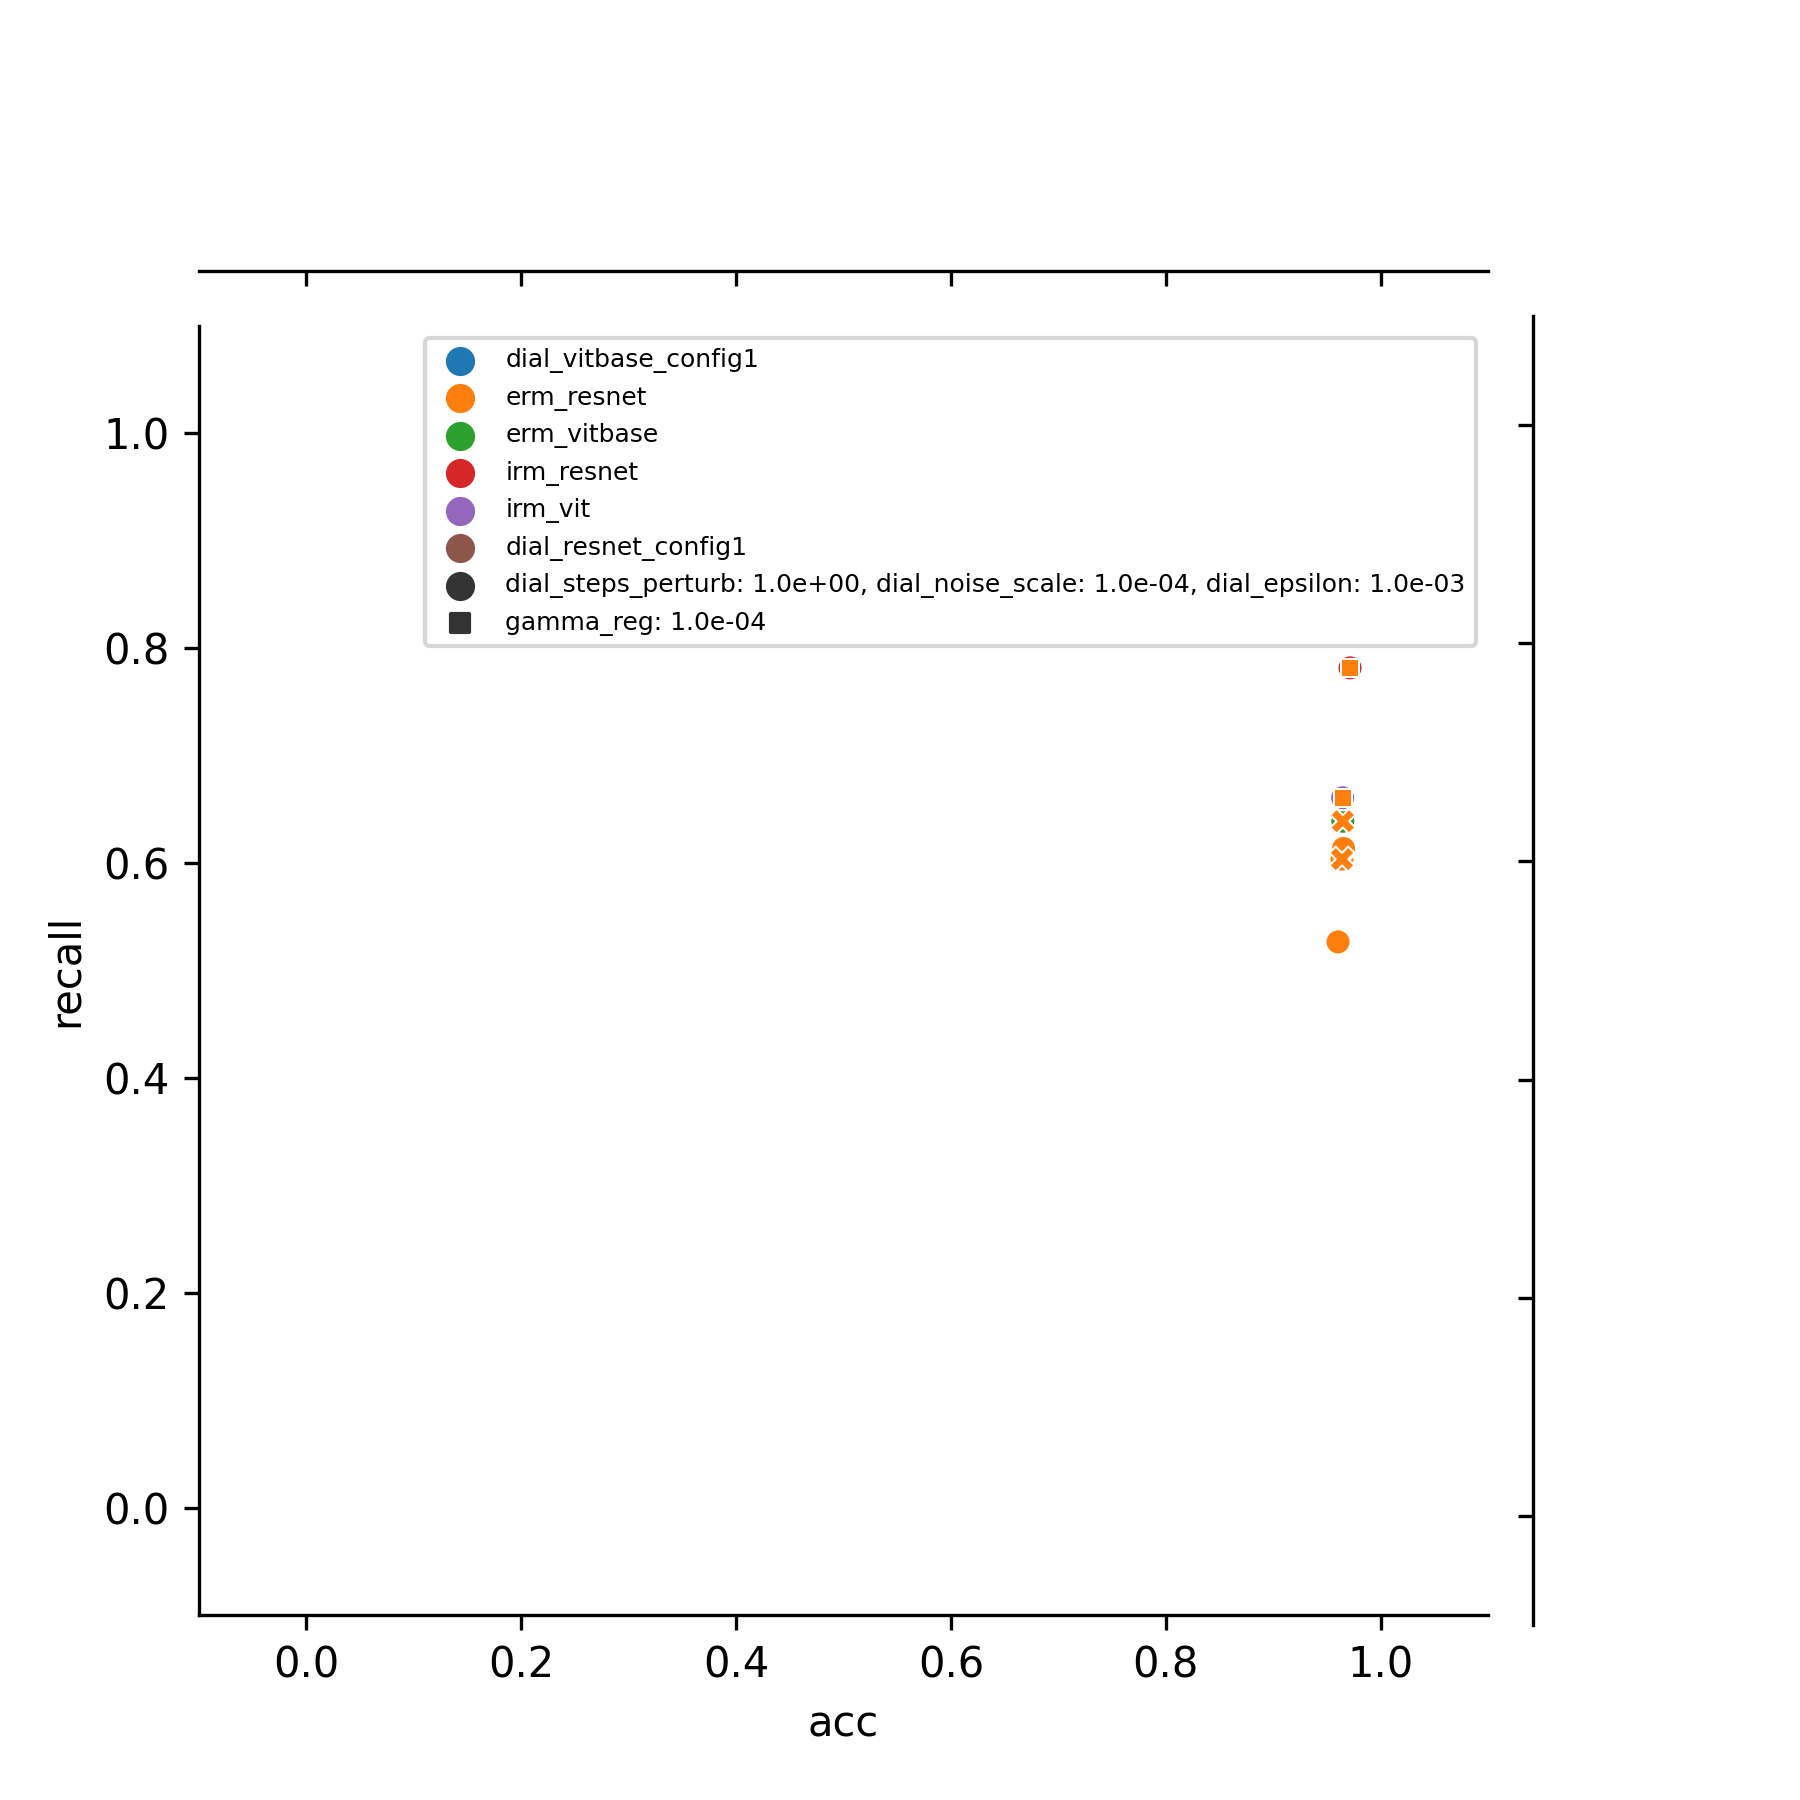 dial_vitbase_config1
erm_resnet
erm_vitbase
irm_resnet
irm_vit
dial_resnet_config1
dial_steps_perturb: 1.0e+00, dial_noise_scale: 1.0e-04, dial_epsilon: 1.0e-03
gamma_reg: 1.0e-04
1.0
0.8
0.6
0.4
0.2
0.0
recall
0.0 0.2 0.4 0.6 0.8 1.0
acc